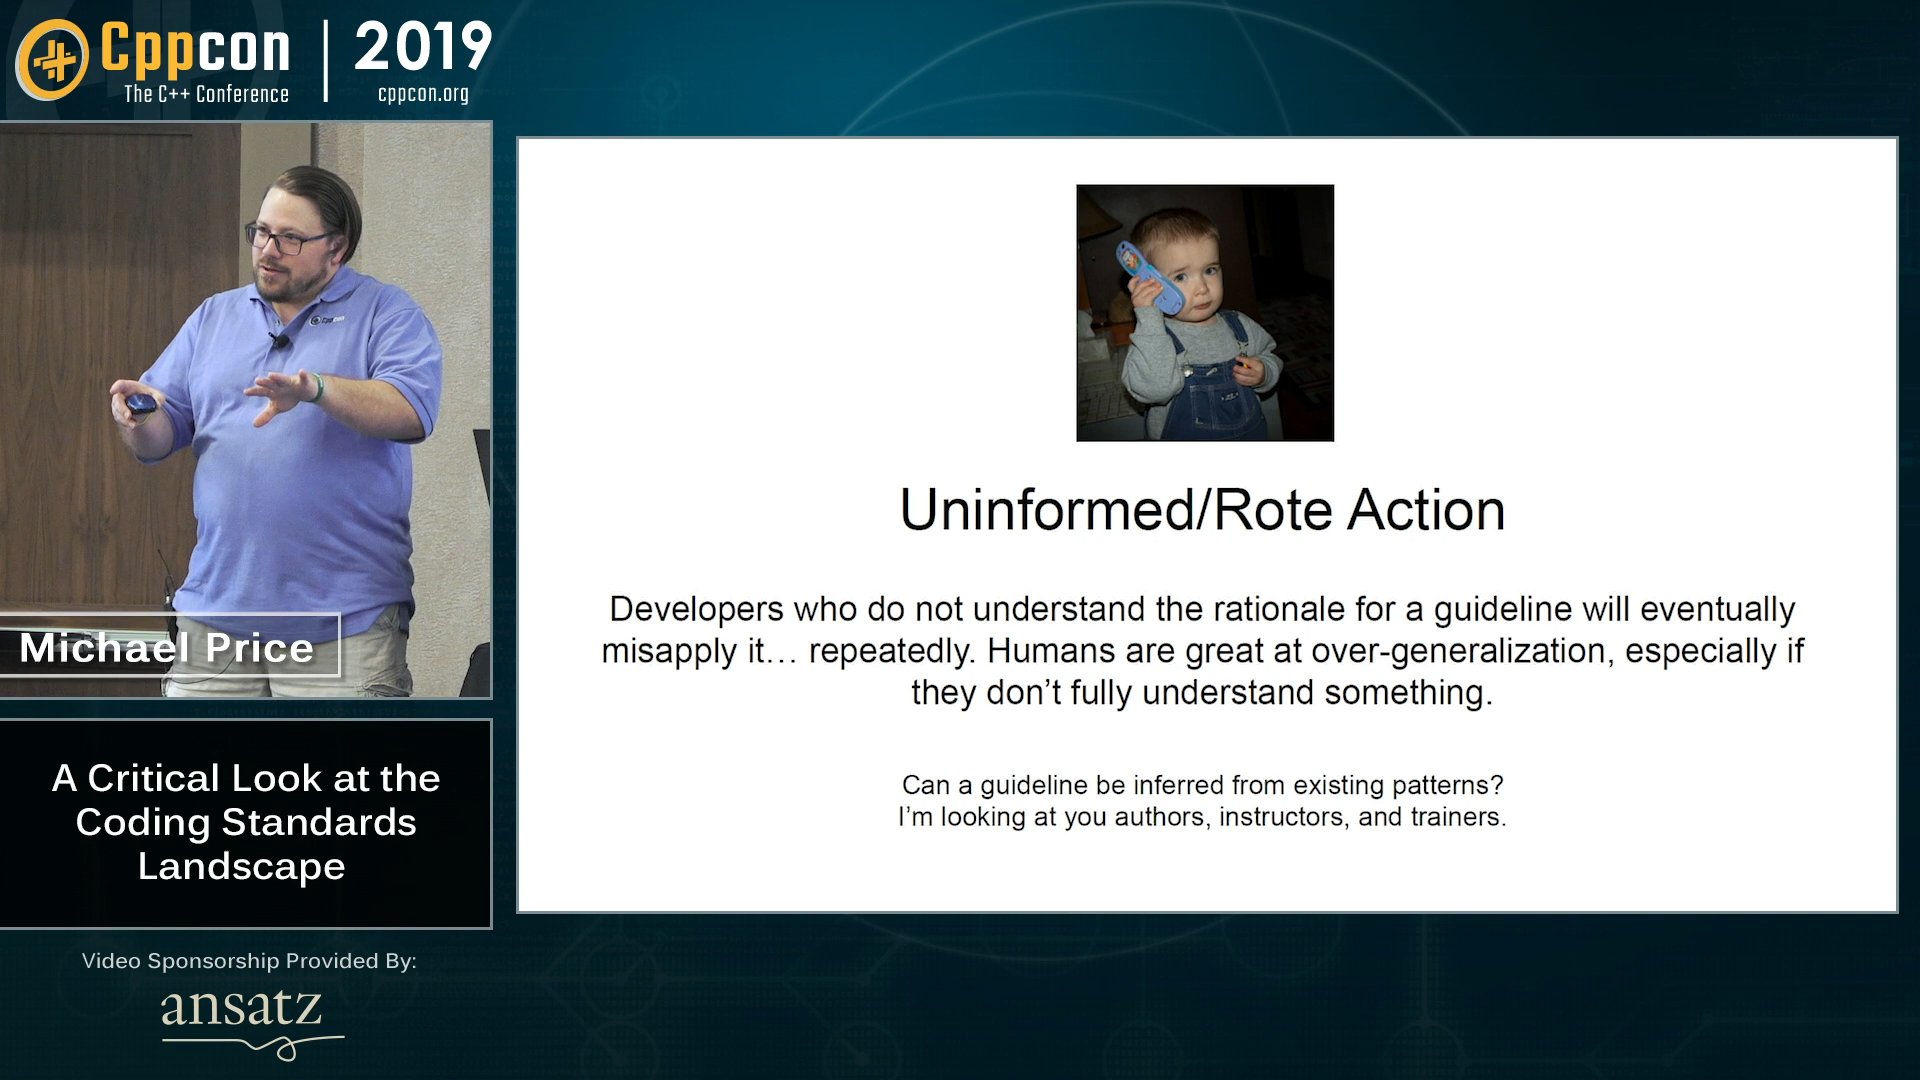 Cppcon
The C++ Conference
2019
cppcon.org
Cppcon
Michael Price
A Critical Look at the
Coding Standards
Landscape
Video Sponsorship Provided By:
ansatz
Uninformed/Rote Action
Developers who do not understand the rationale for a guideline will eventually
misapply it… repeatedly. Humans are great at over-generalization, especially if
they don’t fully understand something.
Can a guideline be inferred from existing patterns?
I’m looking at you authors, instructors, and trainers.